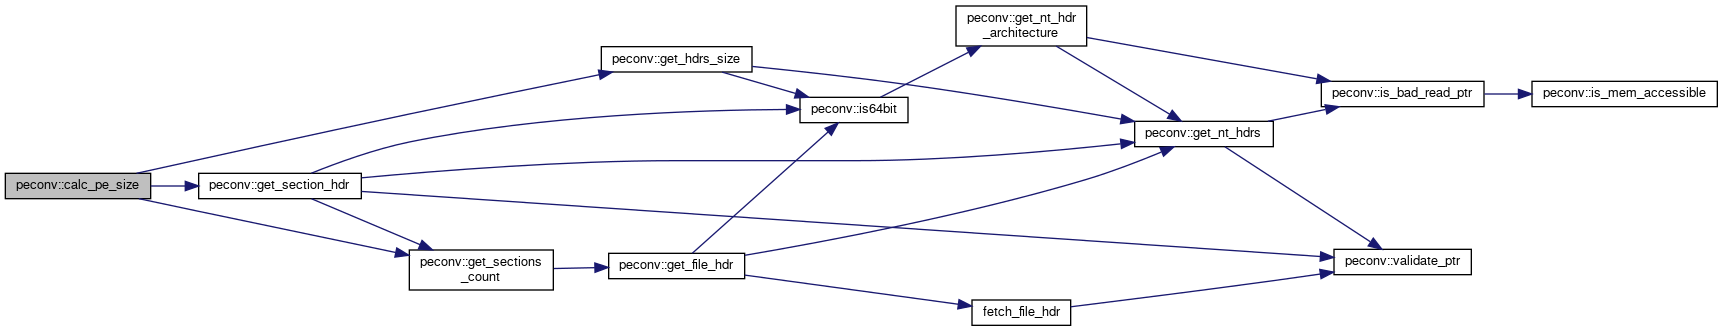 peconv::get_nt_hdr
_architecture
peconv::get_hdrs_size
peconv::is_bad_read_ptr
peconv::is_mem_accessible
peconv::is64bit
peconv::get_nt_hdrs
peconv::calc_pe_size
peconv::get_section_hdr
peconv::get_sections
_count
peconv::get_file_hdr
peconv::validate_ptr
fetch_file_hdr